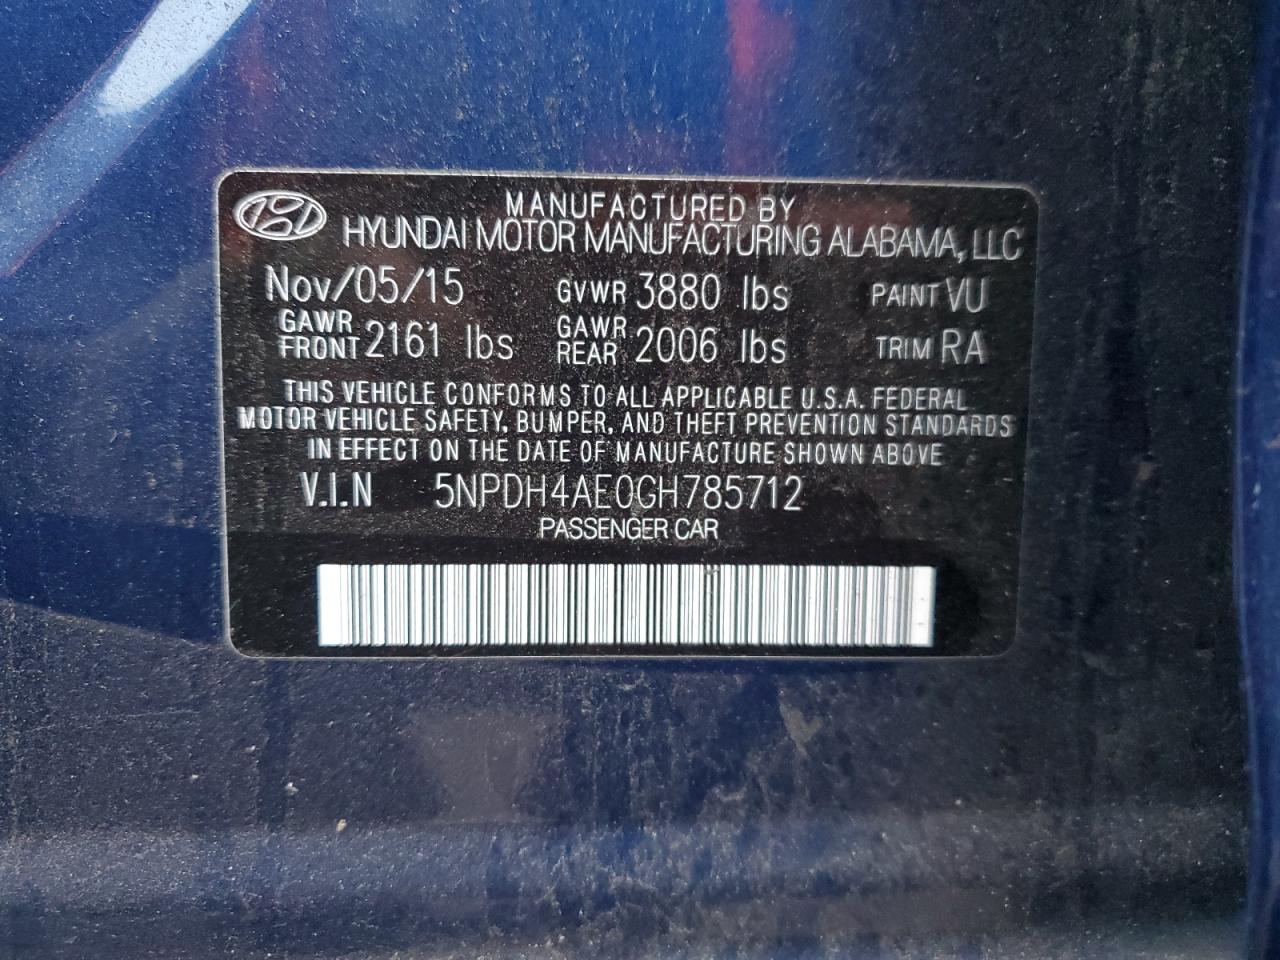 MANUFACTURED BY
HYUNDAI MOTOR MANUFACTURING ALABAMA, LLC
Nov/05/15 GVWR 3880 lbs PAINT VU
GAWR FRONT 2161 lbs GAWR REAR 2006 lbs TRIM RA
THIS VEHICLE CONFORMS TO ALL APPLICABLE U.S.A. FEDERAL
MOTOR VEHICLE SAFETY, BUMPER, AND THEFT PREVENTION STANDARDS
IN EFFECT ON THE DATE OF MANUFACTURE SHOWN ABOVE
V.I.N 5NPDH4AE0GH785712
PASSENGER CAR